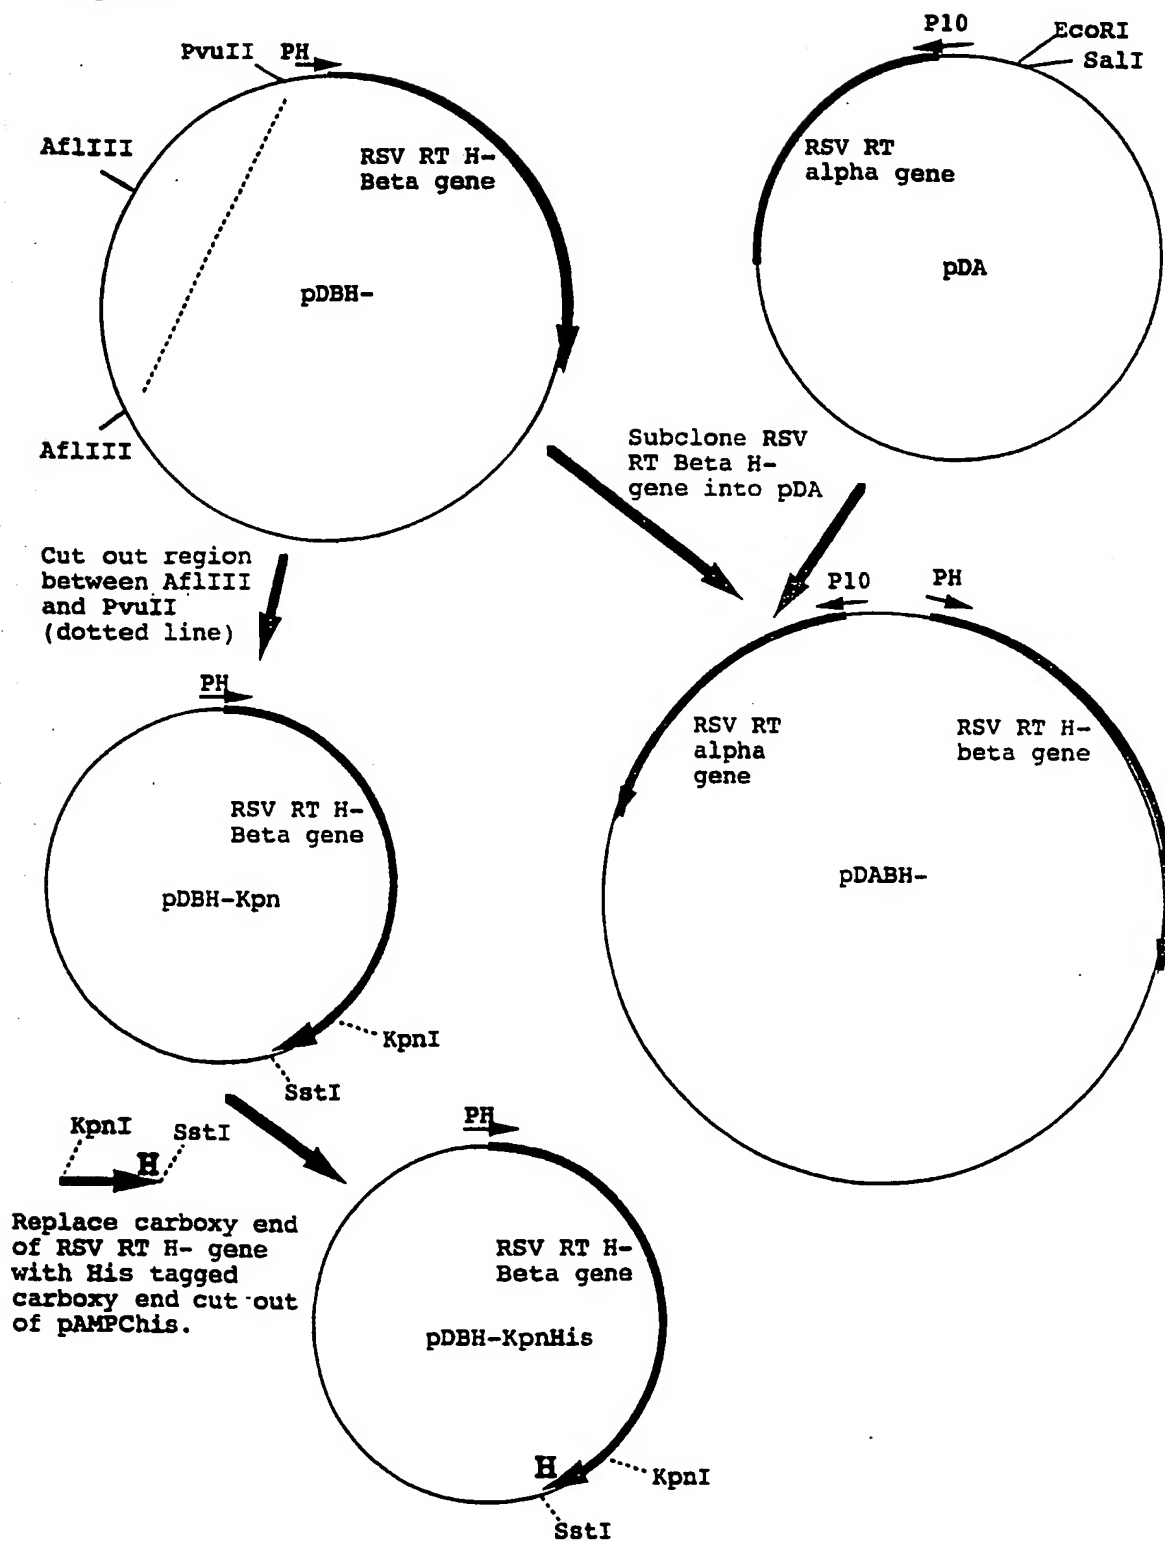 PvuII
PH
AflIII
RSV RT H-
Beta gene
pDBH-
AflIII
P10
EcoRI
SalI
RSV RT
alpha gene
pDA
Subclone RSV
RT Beta H-
gene into pDA
Cut out region
between AflIII
and PvuII
(dotted line)
P10
PH
RSV RT
alpha
gene
RSV RT H-
beta gene
pDABH-
PH
RSV RT H-
Beta gene
pDBH-Kpn
KpnI
SstI
KpnI
SstI
H
Replace carboxy end
of RSV RT H- gene
with His tagged
carboxy end cut out
of pAMPChis.
PH
RSV RT H-
Beta gene
pDBH-KpnHis
H
KpnI
SstI